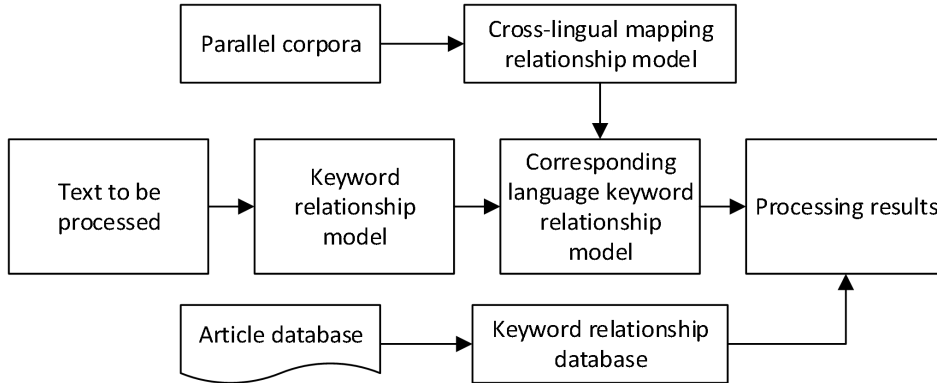 Parallel corpora
Cross-lingual mapping
relationship model
Text to be
processed
Keyword
relationship
model
Corresponding
language keyword
relationship
model
Processing results
Article database
Keyword relationship
database